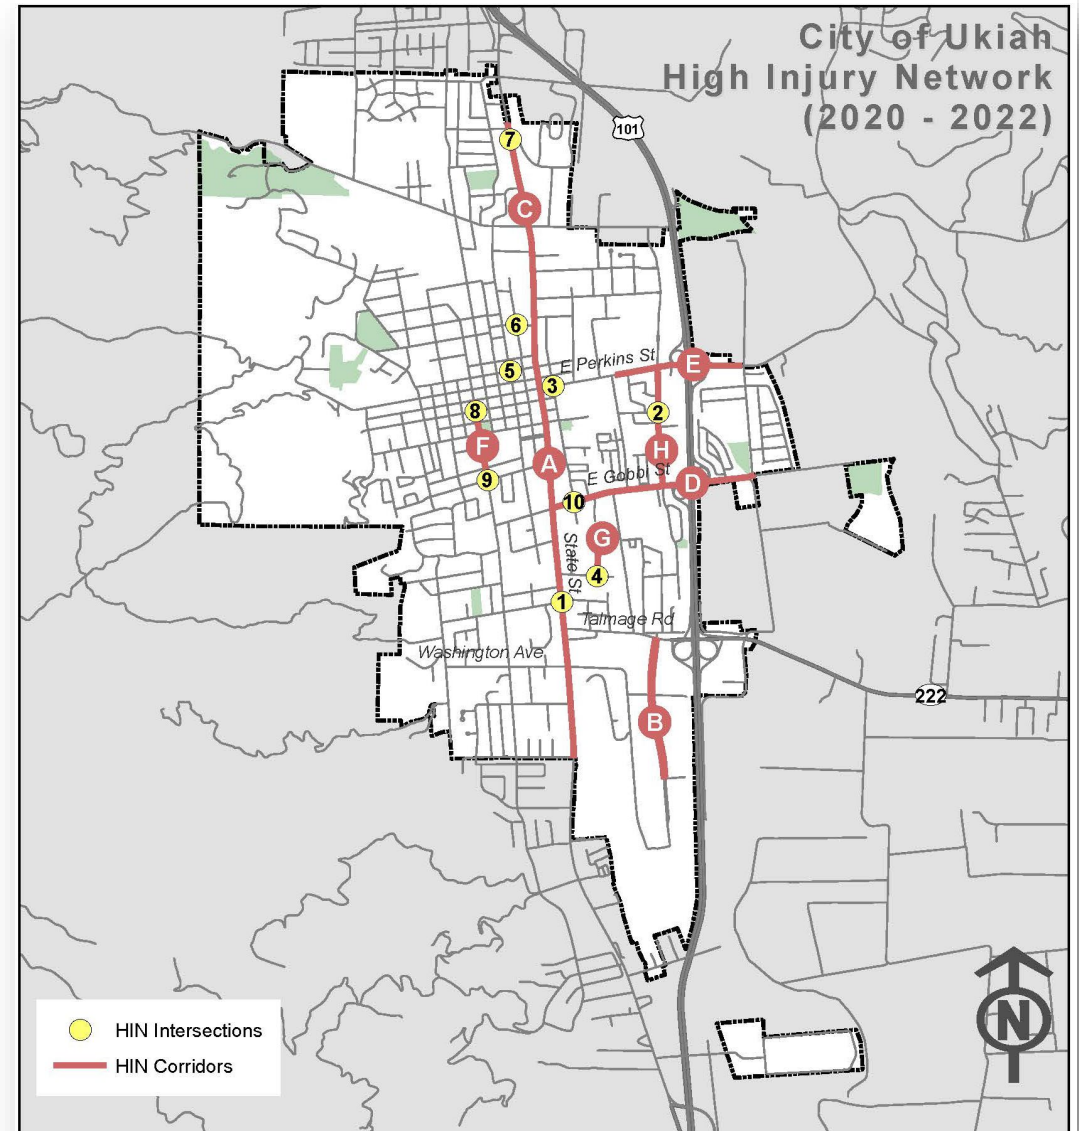 City of Ukiah
High Injury Network
(2020 - 2022)
101
7
C
6
E Perkins St
E
5
3
8
2
F
A
H
9
E Gobbi St
D
10
State St
G
4
1
Talmage Rd
Washington Ave
222
B
HIN Intersections
HIN Corridors
N